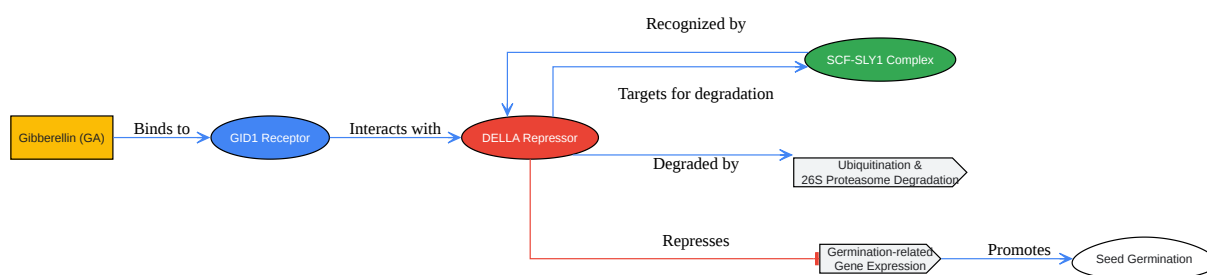 Recognized by
SCF-SLY1 Complex
Targets for degradation
Gibberellin (GA)
Binds to
GID1 Receptor
Interacts with
DELLA Repressor
Degraded by
Ubiquitination &
26S Proteasome Degradation
Represses
Germination-related
Gene Expression
Promotes
Seed Germination